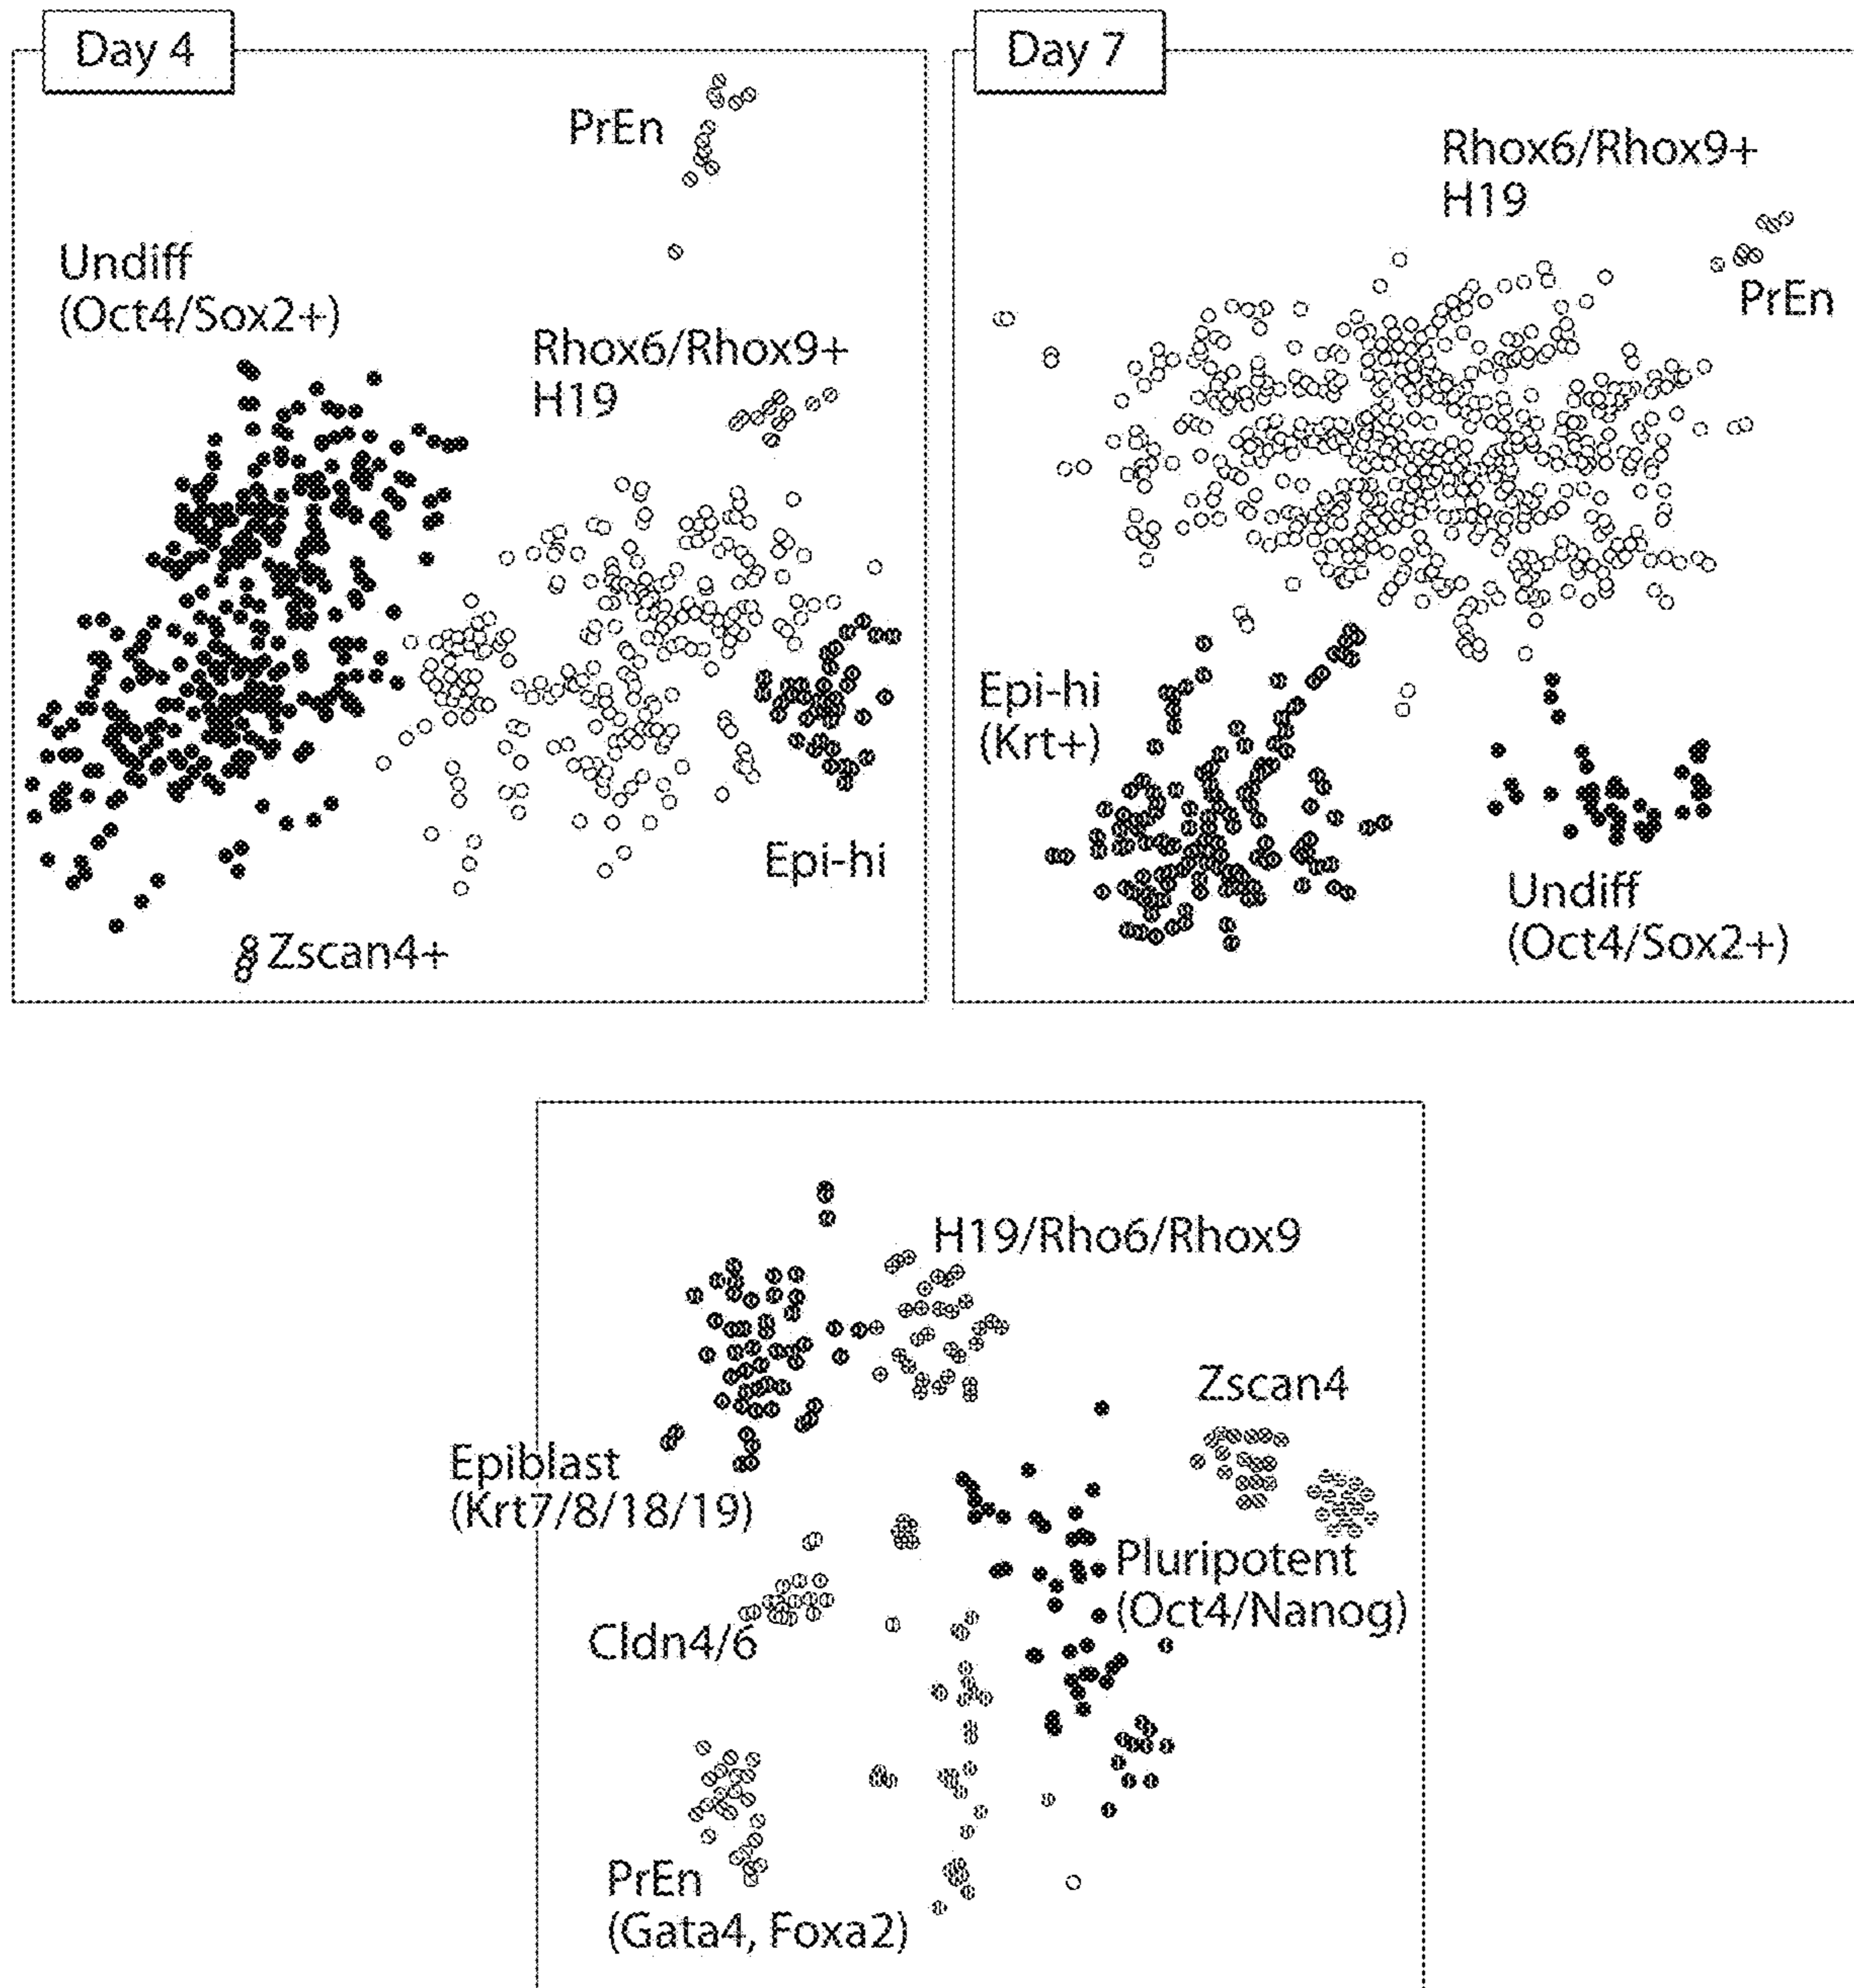 Day 4
PrEn
Undiff
(Oct4/Sox2+)
Rhox6/Rhox9+
H19
Epi-hi
Zscan4+
Day 7
Rhox6/Rhox9+
H19
PrEn
Epi-hi
(Krt+)
Undiff
(Oct4/Sox2+)
H19/Rho6/Rhox9
Zscan4
Epiblast
(Krt7/8/18/19)
Pluripotent
(Oct4/Nanog)
Cldn4/6
PrEn
(Gata4, Foxa2)